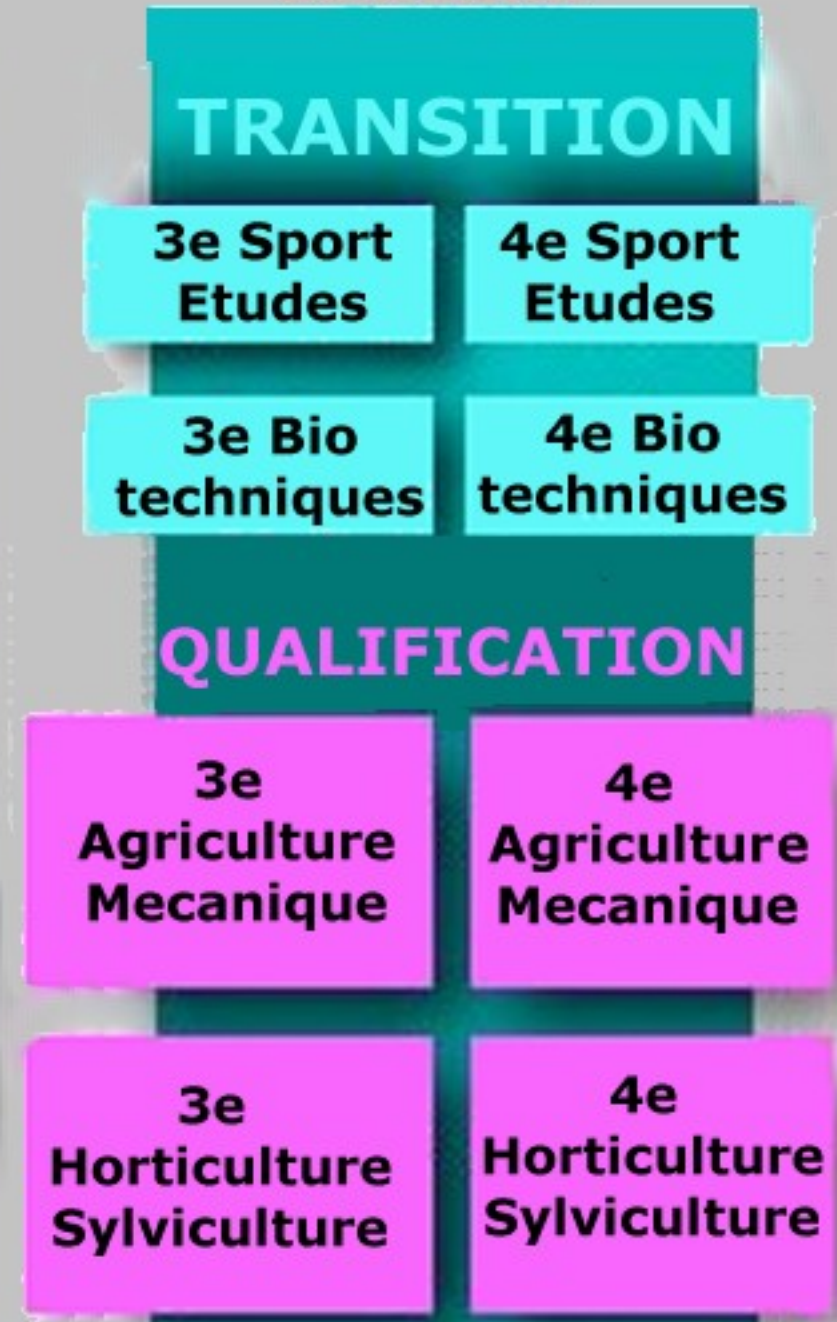 TRANSITION
3e Sport
Etudes
4e Sport
Etudes
3e Bio
techniques
4e Bio
techniques
QUALIFICATION
3e
Agriculture
Mecanique
4e
Agriculture
Mecanique
3e
Horticulture
Sylviculture
4e
Horticulture
Sylviculture